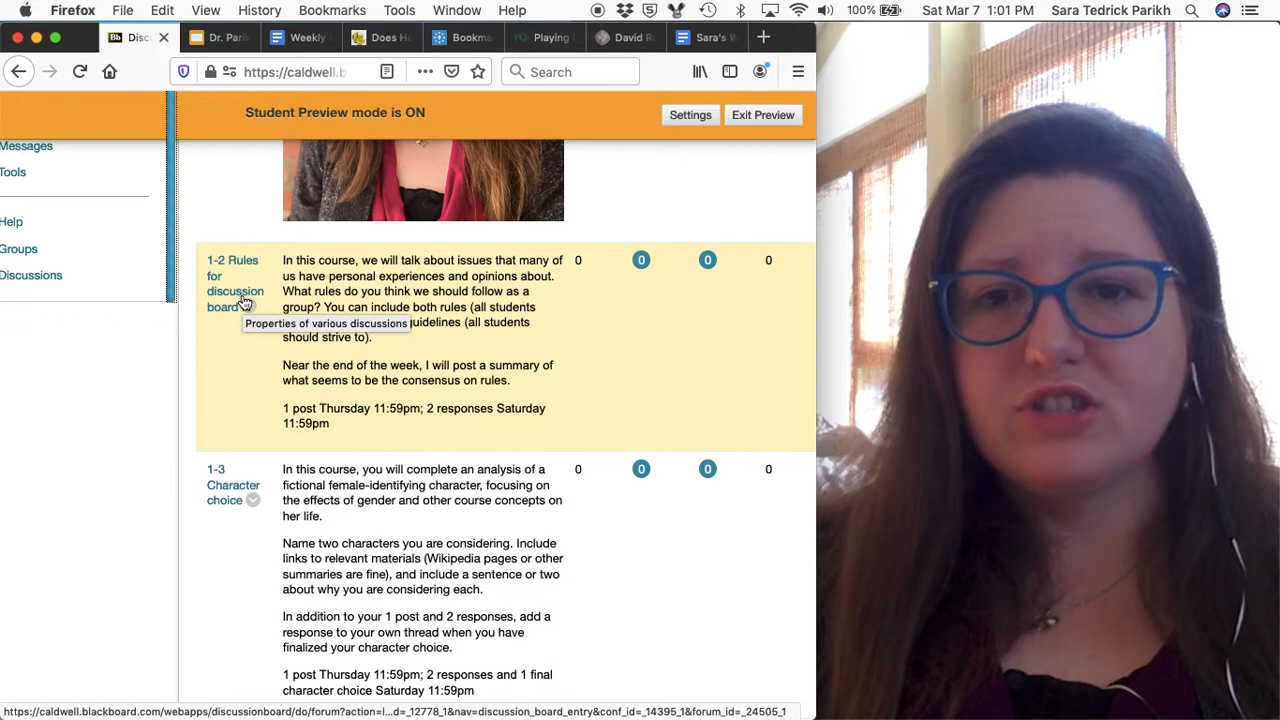 Firefox File Edit View History Bookmarks Tools Window Help 100% Sat Mar 7 1:01 PM Sara Tedrick Parikh
Bb Discu Dr. Parik Weekly Does Ho Bookma PQ Playing David Ru Sara's W
https://caldwell.b Search
Student Preview mode is ON Settings Exit Preview
Messages
Tools
Help
Groups
Discussions
1-2 Rules
for
discussion
board
Properties of various discussions
In this course, we will talk about issues that many of
us have personal experiences and opinions about.
What rules do you think we should follow as a
group? You can include both rules (all students
guidelines (all students
should strive to).
Near the end of the week, I will post a summary of
what seems to be the consensus on rules.
1 post Thursday 11:59pm; 2 responses Saturday
11:59pm
0 0 0 0
1-3
Character
choice
In this course, you will complete an analysis of a
fictional female-identifying character, focusing on
the effects of gender and other course concepts on
her life.
Name two characters you are considering. Include
links to relevant materials (Wikipedia pages or other
summaries are fine), and include a sentence or two
about why you are considering each.
In addition to your 1 post and 2 responses, add a
response to your own thread when you have
finalized your character choice.
1 post Thursday 11:59pm; 2 responses and 1 final
character choice Saturday 11:59pm
0 0 0 0
https://caldwell.blackboard.com/webapps/discussionboard/do/forum?action=l...d=_12778_1&nav=discussion_board_entry&conf_id=_14395_1&forum_id=_24505_1